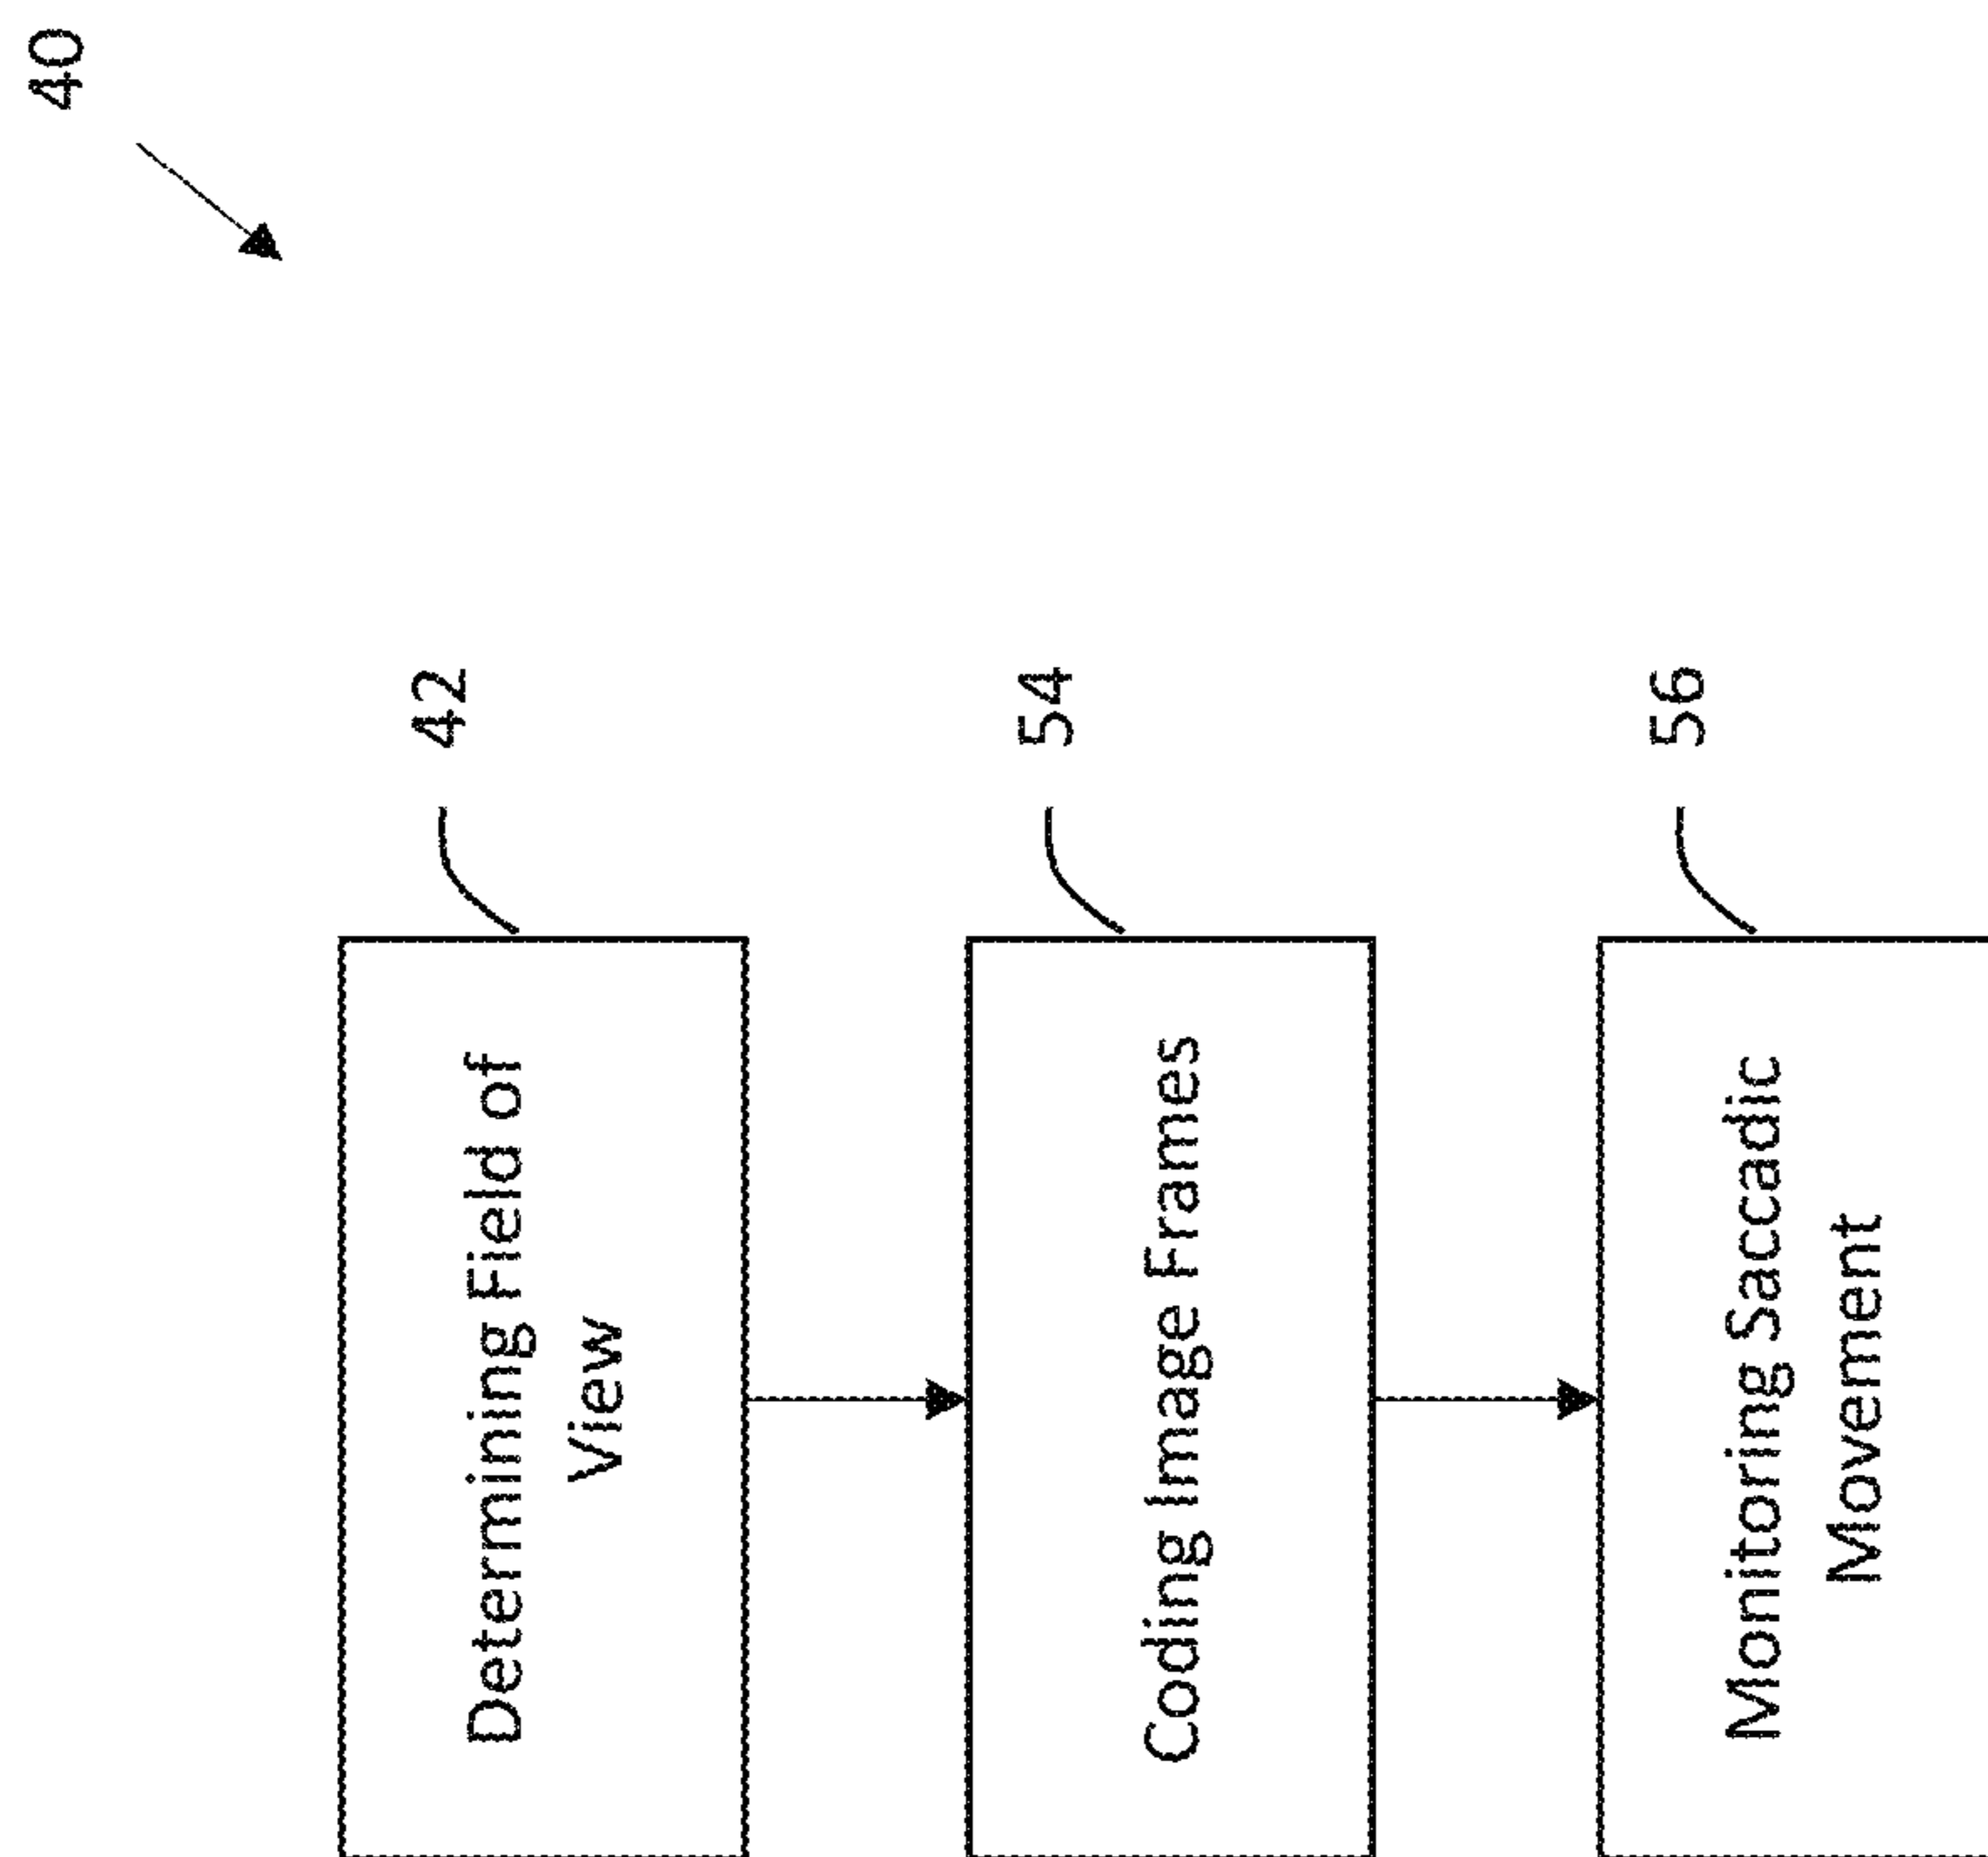 40
42
Determining Field of
View
54
Coding Image Frames
56
Monitoring Saccadic
Movement